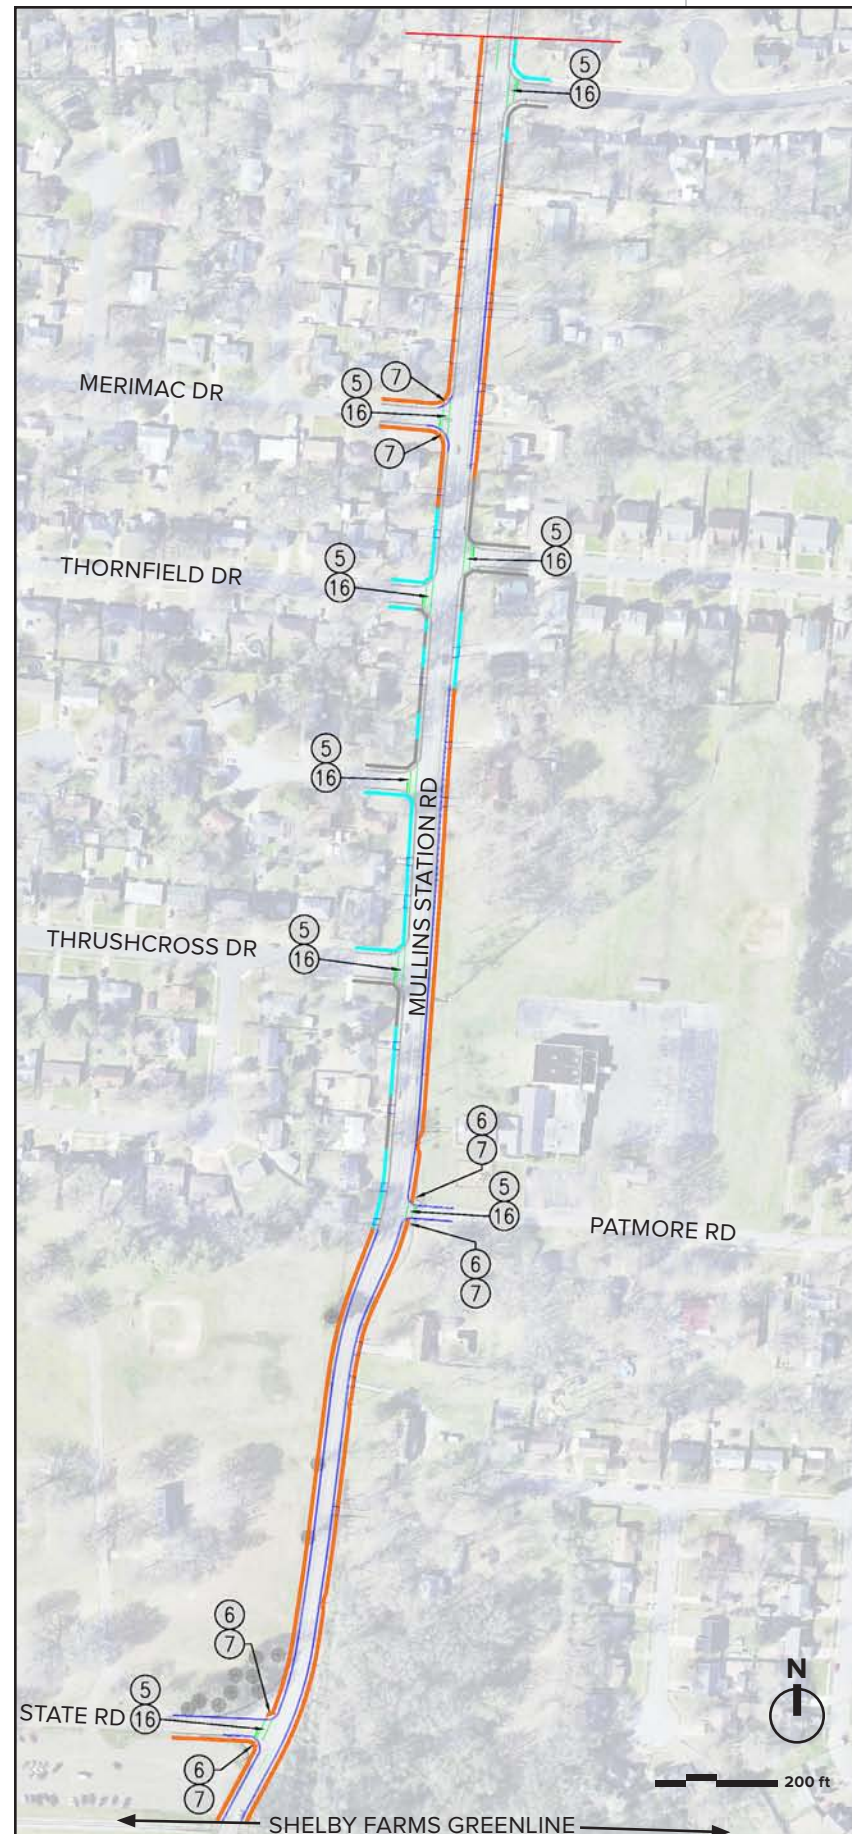 5
16
MERIMAC DR
5
7
16
7
5
16
THORNFIELD DR
5
16
5
16
MULLINS STATION RD
THRUSHCROSS DR
5
16
6
7
5
16
PATMORE RD
6
7
6
7
5
STATE RD
16
6
7
N
200 ft
SHELBY FARMS GREENLINE